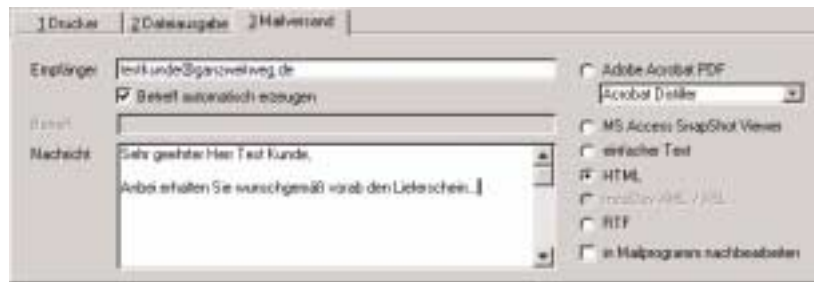 1 Drucker
2 Dateiausgabe
3 Mailversand
Empfänger
testkunde@ganzweitweg.de
Betreff automatisch erzeugen
Betreff
Nachricht
Sehr geehrter Herr Test Kunde,
Anbei erhalten Sie wunschgemäß vorab den Lieferschein...
Adobe Acrobat PDF
Acrobat Distiller
MS Access SnapShot Viewer
einfacher Text
HTML
RTF
in Mailprogramm nachbearbeiten